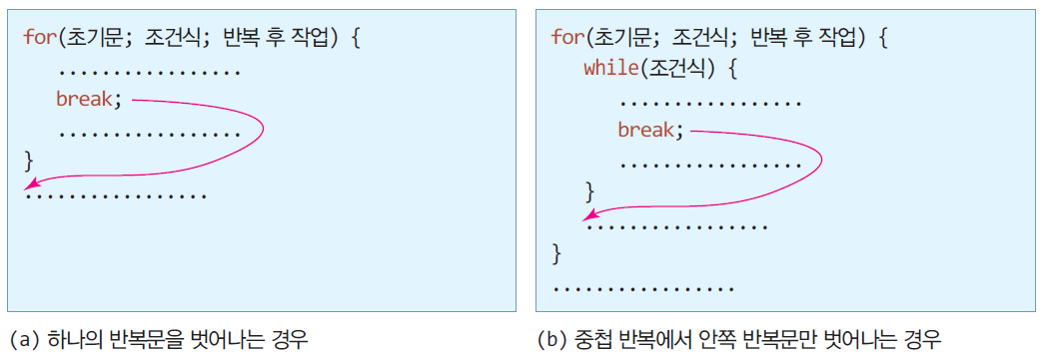 for(초기문; 조건식; 반복 후 작업) {
.................
break;
.................
}
.................
(a) 하나의 반복문을 벗어나는 경우
for(초기문; 조건식; 반복 후 작업) {
while(조건식) {
.................
break;
.................
}
.................
}
.................
(b) 중첩 반복에서 안쪽 반복문만 벗어나는 경우